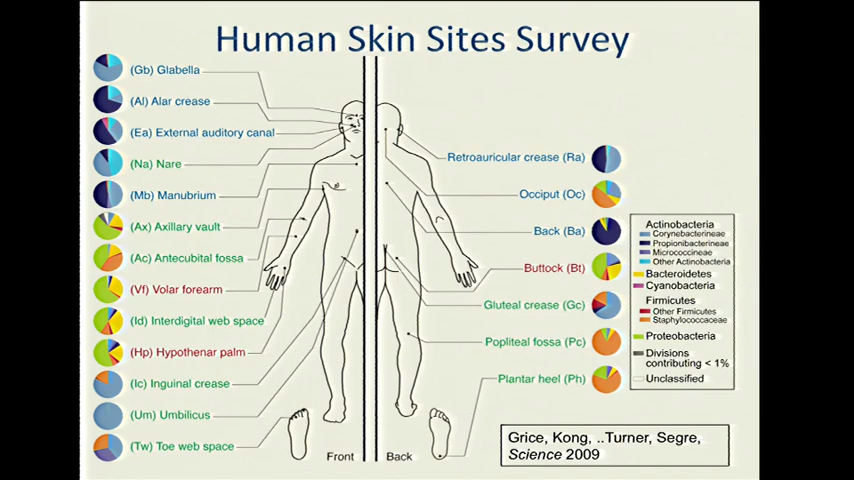 Human Skin Sites Survey
(Gb) Glabella
(Al) Alar crease
(Ea) External auditory canal
(Na) Nare
(Mb) Manubrium
(Ax) Axillary vault
(Ac) Antecubital fossa
(Vf) Volar forearm
(Id) Interdigital web space
(Hp) Hypothenar palm
(Ic) Inguinal crease
(Um) Umbilicus
(Tw) Toe web space
Front
Back
Retroauricular crease (Ra)
Occiput (Oc)
Back (Ba)
Buttock (Bt)
Gluteal crease (Gc)
Popliteal fossa (Pc)
Plantar heel (Ph)
Actinobacteria
Corynebacterineae
Propionibacterineae
Micrococcineae
Other Actinobacteria
Bacteroidetes
Cyanobacteria
Firmicutes
Other Firmicutes
Staphylococcaceae
Proteobacteria
Divisions
contributing < 1%
Unclassified
Grice, Kong, ..Turner, Segre,
Science 2009